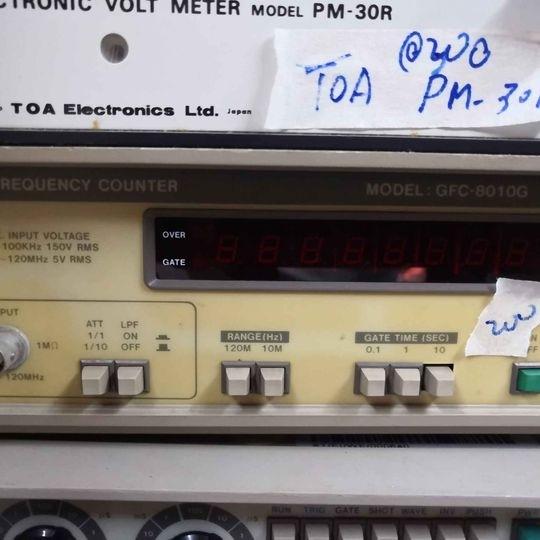 CTRONIC VOLT METER MODEL PM-30R
@200
TOA PM-30
TOA Electronics Ltd. Japan
REQUENCY COUNTER MODEL: GFC-8010G
INPUT VOLTAGE
100KHz 150V RMS
~120MHz 5V RMS
OVER
GATE
200
PUT
1MΩ
120MHz
ATT LPF
1/1 ON
1/10 OFF
RANGE(Hz)
120M 10M
GATE TIME (SEC)
0.1 1 10
RUN TRIG GATE SHOT WAVE INV PUSH